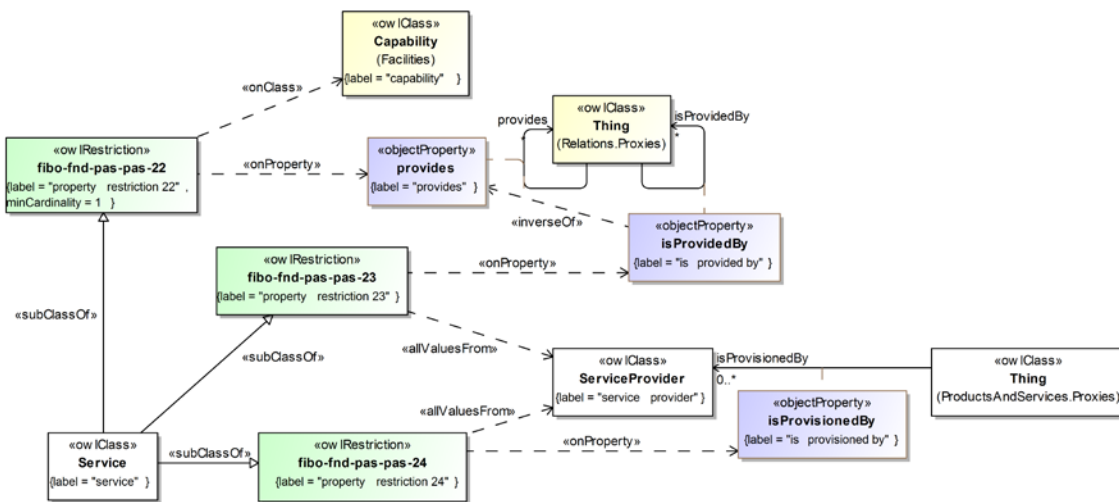 «owlClass»
Capability
(Facilities)
{label = "capability" }
«onClass»
«owlClass»
Thing
(Relations.Proxies)
provides
*
isProvidedBy
*
«owlRestriction»
fibo-fnd-pas-pas-22
{label = "property restriction 22" ,
minCardinality = 1 }
«onProperty»
«objectProperty»
provides
{label = "provides" }
«inverseOf»
«objectProperty»
isProvidedBy
{label = "is provided by" }
«owlRestriction»
fibo-fnd-pas-pas-23
{label = "property restriction 23" }
«onProperty»
«subClassOf»
«subClassOf»
«allValuesFrom»
«owlClass»
ServiceProvider
{label = "service provider" }
isProvisionedBy
0..*
«owlClass»
Thing
(ProductsAndServices.Proxies)
«objectProperty»
isProvisionedBy
{label = "is provisioned by" }
«allValuesFrom»
«onProperty»
«owlClass»
Service
{label = "service" }
«subClassOf»
«owlRestriction»
fibo-fnd-pas-pas-24
{label = "property restriction 24" }